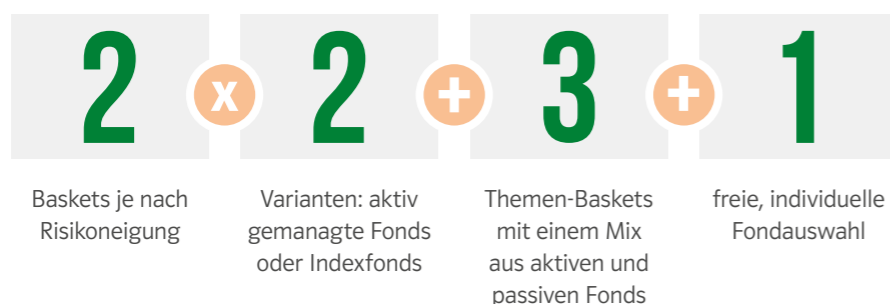 2 x 2 + 3 + 1
Baskets je nach
Risikoneigung
Varianten: aktiv
gemanagte Fonds
oder Indexfonds
Themen-Baskets
mit einem Mix
aus aktiven und
passiven Fonds
freie, individuelle
Fondauswahl